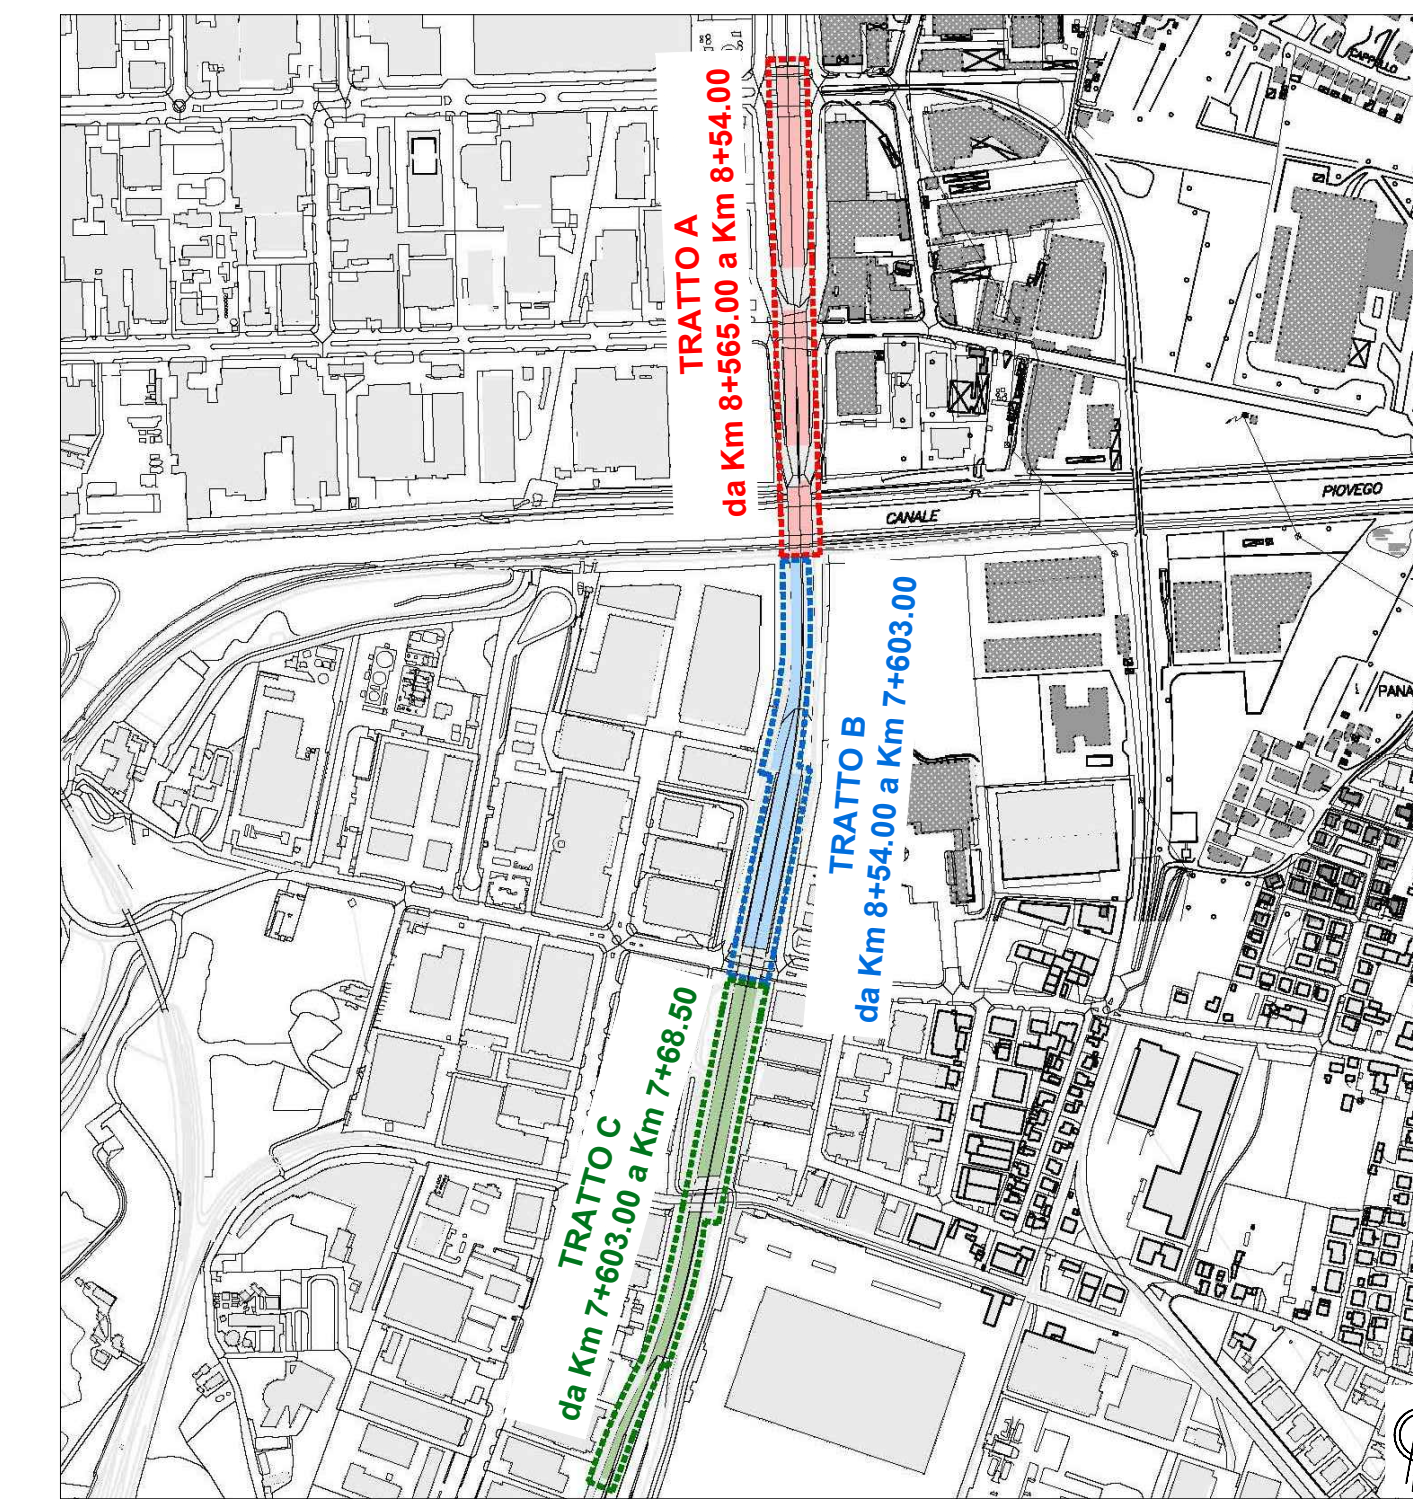 CAPPELLO
TRATTO A
da Km 8+565.00 a Km 8+54.00
PIOVEGO
CANALE
TRATTO B
da Km 8+54.00 a Km 7+603.00
PANA
TRATTO C
da Km 7+603.00 a Km 7+68.50